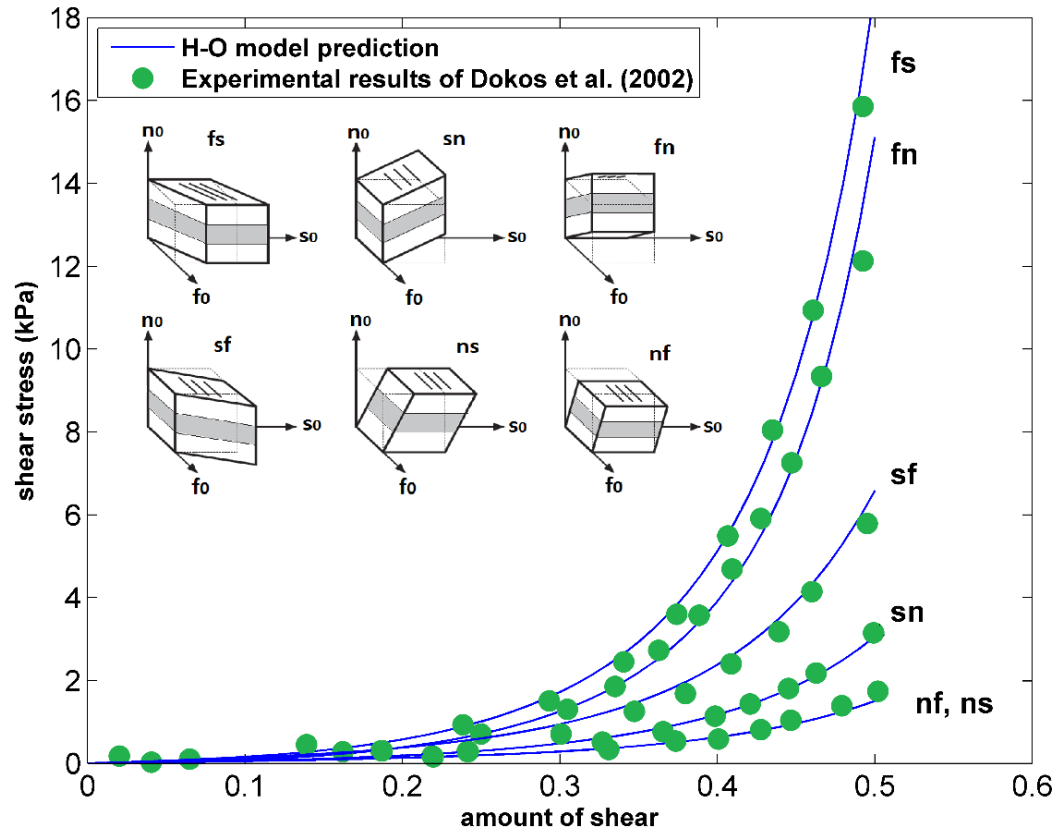 H-O model prediction
Experimental results of Dokos et al. (2002)
fs
fn
sf
sn
nf, ns
n0
fs
s0
f0
n0
sn
s0
f0
n0
fn
s0
f0
n0
sf
s0
f0
n0
ns
s0
f0
n0
nf
s0
f0
shear stress (kPa)
18
16
14
12
10
8
6
4
2
0
0 0.1 0.2 0.3 0.4 0.5 0.6
amount of shear